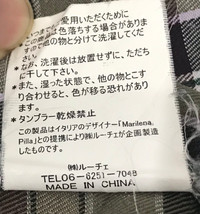 愛用いただくために
は色落ちする場合がありま
すので他の物と分けて洗濯してくだ
さい。
なお、洗濯後は放置せずに、ただち
に干して下さい。
・また、湿った状態で、他の物とこす
り合わせると、色が移る恐れがあり
ます。
・タンブラー乾燥禁止
この製品はイタリアのデザイナー「Marilena.
Pilla」との提携により㈱ルーチェが企画製造
したものです。
㈱ルーチェ
TEL06-6251-7048
MADE IN CHINA